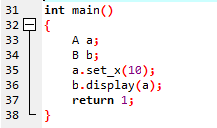 31 int main()
32 {
33 A a;
34 B b;
35 a.set_x(10);
36 b.display(a);
37 return 1;
38 }